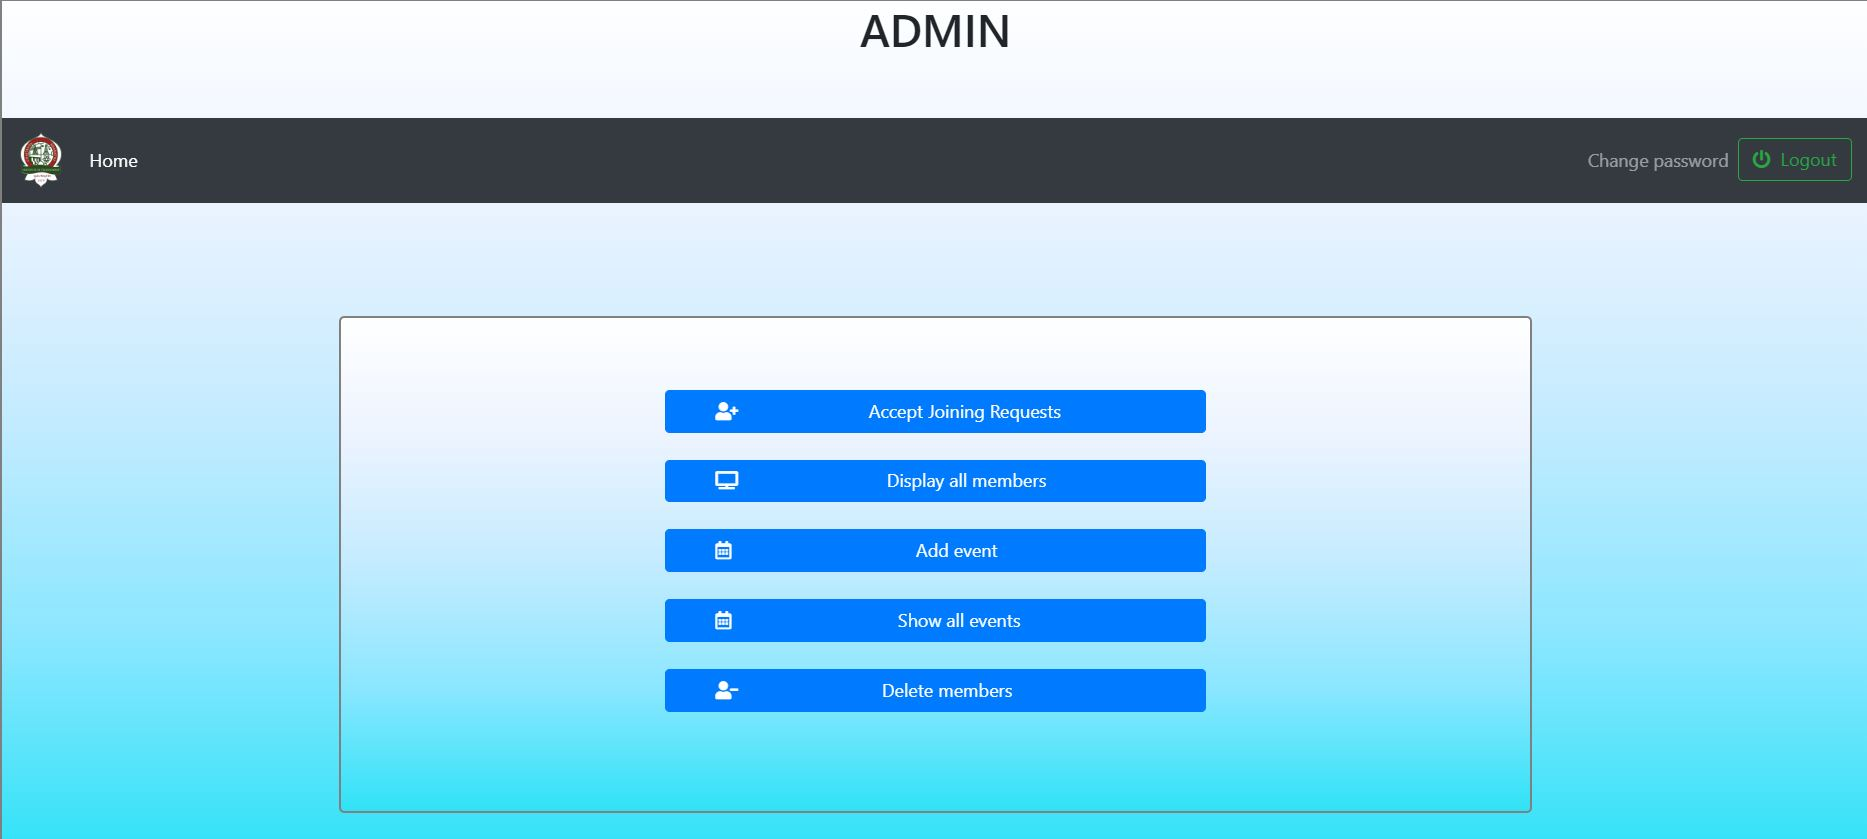 ADMIN
Home
Change password
Logout
Accept Joining Requests
Display all members
Add event
Show all events
Delete members